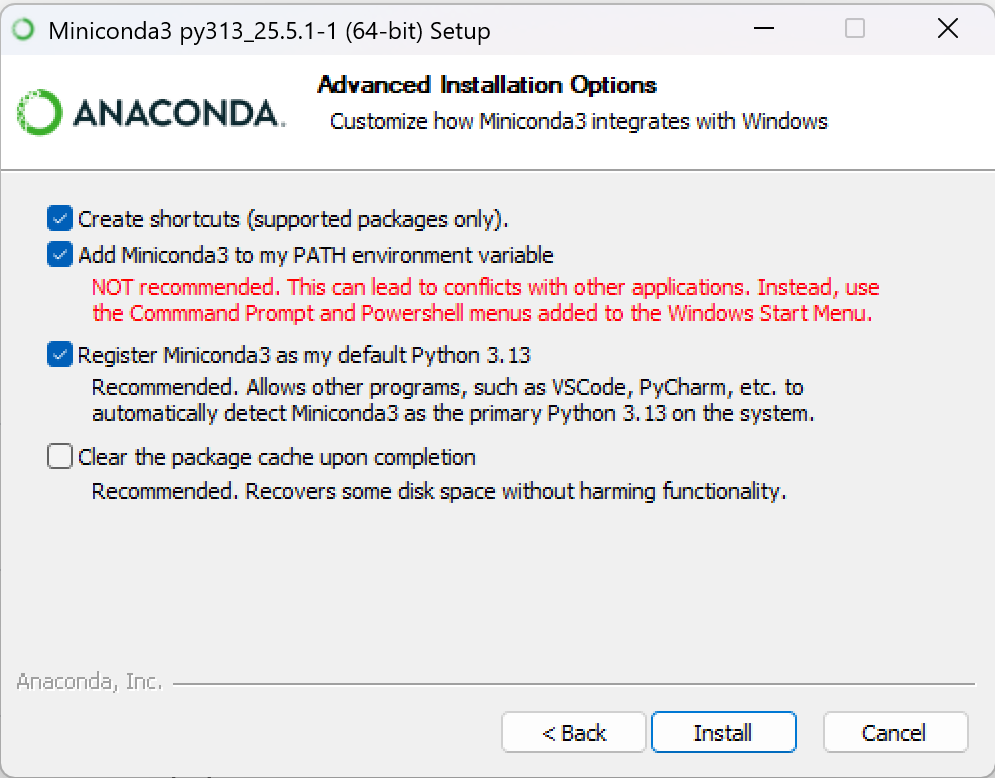 Miniconda3 py313_25.5.1-1 (64-bit) Setup
ANACONDA.
Advanced Installation Options
Customize how Miniconda3 integrates with Windows
Create shortcuts (supported packages only).
Add Miniconda3 to my PATH environment variable
NOT recommended. This can lead to conflicts with other applications. Instead, use
the Commmand Prompt and Powershell menus added to the Windows Start Menu.
Register Miniconda3 as my default Python 3.13
Recommended. Allows other programs, such as VSCode, PyCharm, etc. to
automatically detect Miniconda3 as the primary Python 3.13 on the system.
Clear the package cache upon completion
Recommended. Recovers some disk space without harming functionality.
Anaconda, Inc.
< Back
Install
Cancel